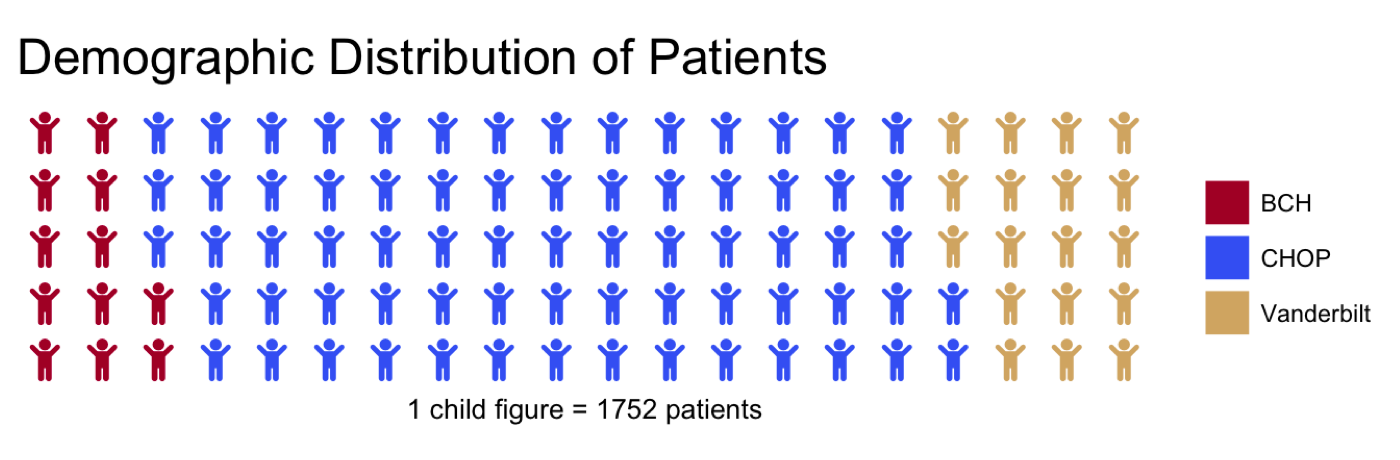 Demographic Distribution of Patients
BCH
CHOP
Vanderbilt
1 child figure = 1752 patients